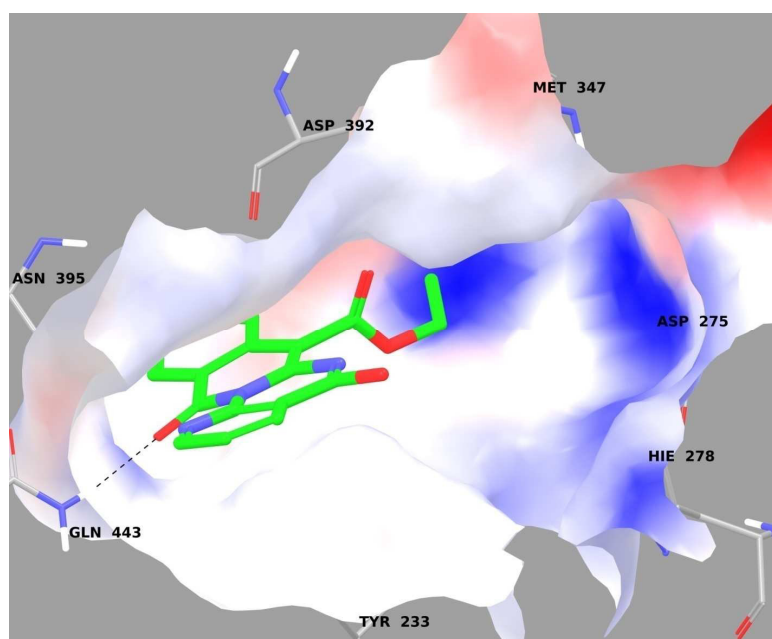 MET 347
ASP 392
ASN 395
ASP 275
HIE 278
GLN 443
TYR 233